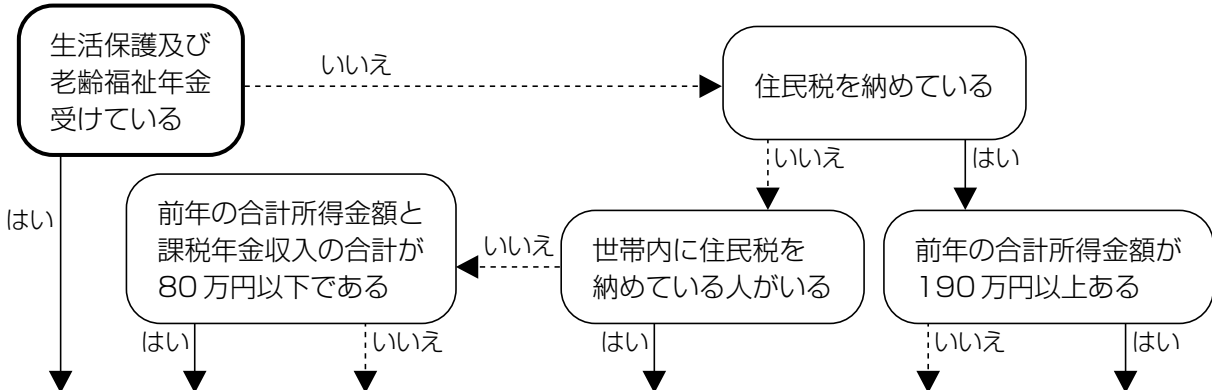 生活保護及び
老齢福祉年金
受けている
いいえ
住民税を納めている
いいえ
はい
はい
前年の合計所得金額と
課税年金収入の合計が
80万円以下である
いいえ
世帯内に住民税を
納めている人がいる
前年の合計所得金額が
190万円以上ある
はい
いいえ
はい
いいえ
はい